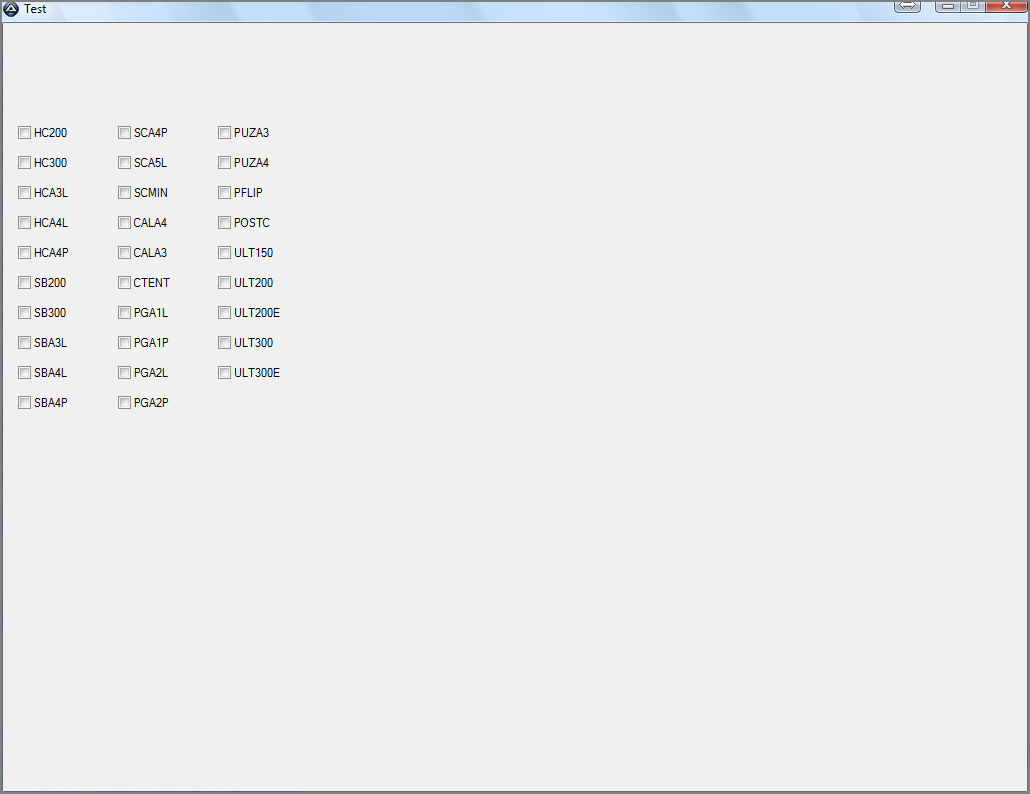 Test
HC200 SCA4P PUZA3
HC300 SCA5L PUZA4
HCA3L SCMIN PFLIP
HCA4L CALA4 POSTC
HCA4P CALA3 ULT150
SB200 CTENT ULT200
SB300 PGA1L ULT200E
SBA3L PGA1P ULT300
SBA4L PGA2L ULT300E
SBA4P PGA2P